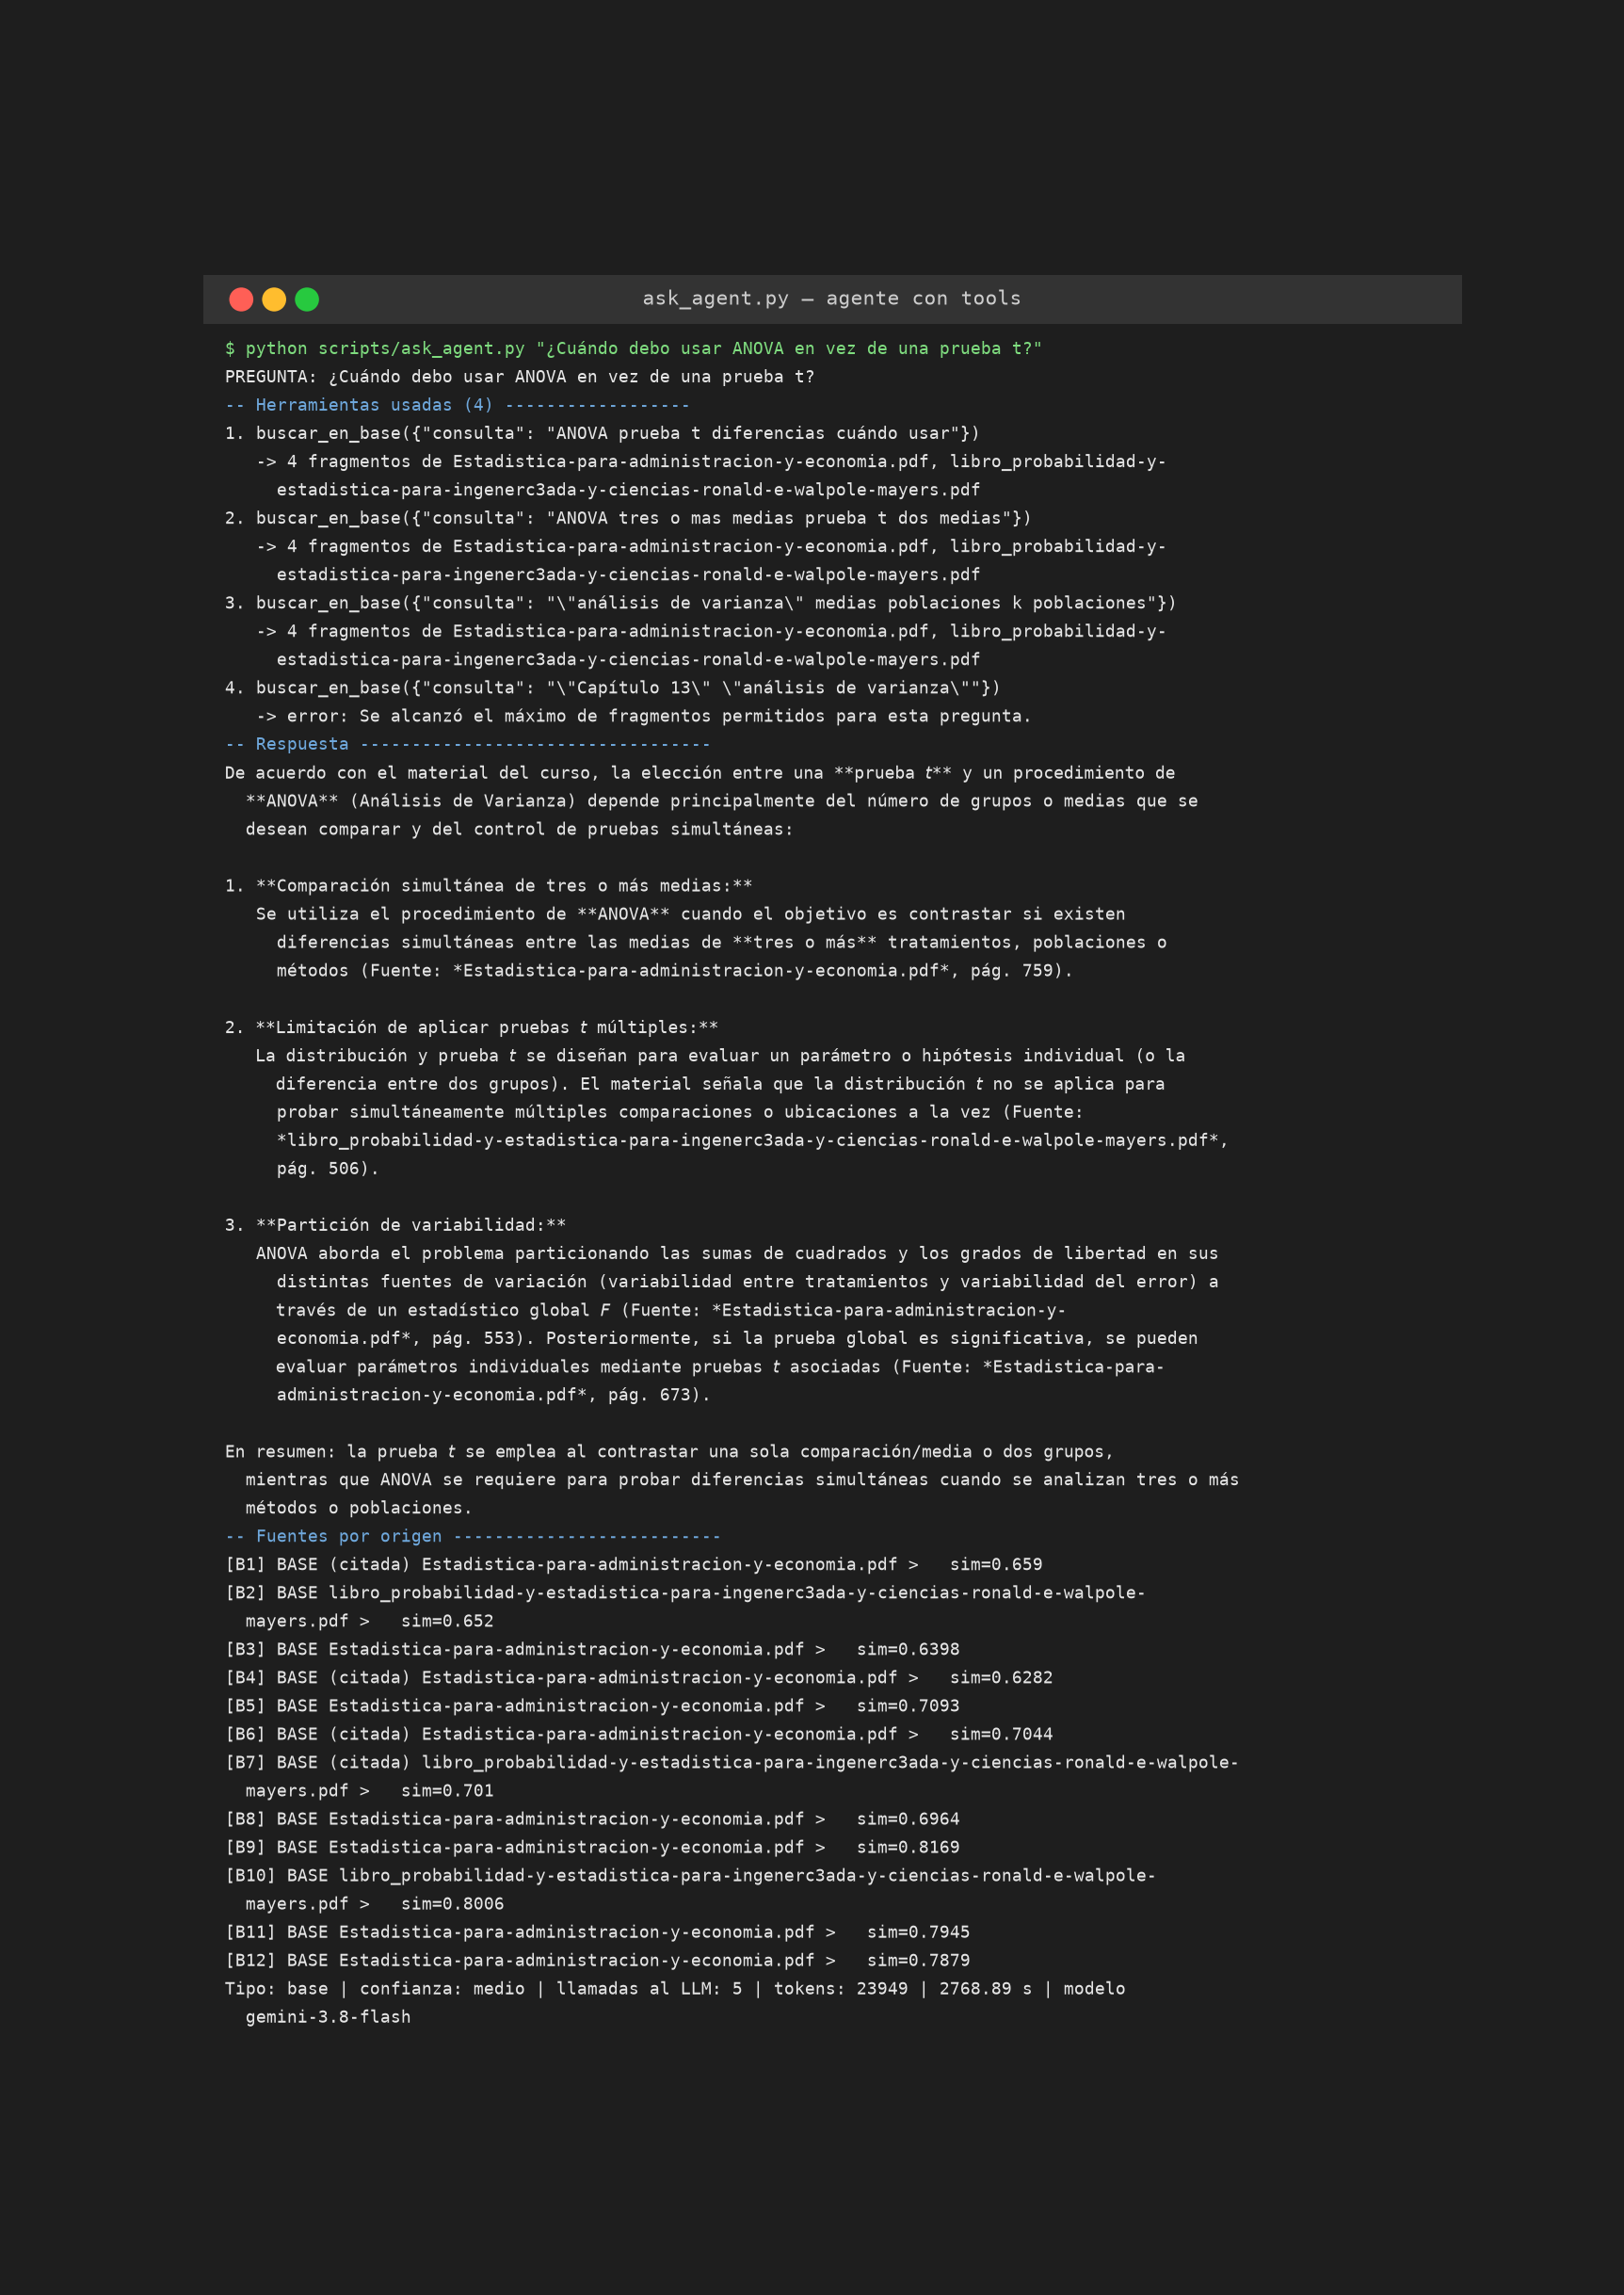 ask_agent.py — agente con tools
$ python scripts/ask_agent.py "¿Cuándo debo usar ANOVA en vez de una prueba t?"
PREGUNTA: ¿Cuándo debo usar ANOVA en vez de una prueba t?
-- Herramientas usadas (4) ------------------
1. buscar_en_base({"consulta": "ANOVA prueba t diferencias cuándo usar"})
-> 4 fragmentos de Estadistica-para-administracion-y-economia.pdf, libro_probabilidad-y-
estadistica-para-ingenerc3ada-y-ciencias-ronald-e-walpole-mayers.pdf
2. buscar_en_base({"consulta": "ANOVA tres o mas medias prueba t dos medias"})
-> 4 fragmentos de Estadistica-para-administracion-y-economia.pdf, libro_probabilidad-y-
estadistica-para-ingenerc3ada-y-ciencias-ronald-e-walpole-mayers.pdf
3. buscar_en_base({"consulta": "\"análisis de varianza\" medias poblaciones k poblaciones"})
-> 4 fragmentos de Estadistica-para-administracion-y-economia.pdf, libro_probabilidad-y-
estadistica-para-ingenerc3ada-y-ciencias-ronald-e-walpole-mayers.pdf
4. buscar_en_base({"consulta": "\"Capítulo 13\" \"análisis de varianza\""})
-> error: Se alcanzó el máximo de fragmentos permitidos para esta pregunta.
-- Respuesta ----------------------------------
De acuerdo con el material del curso, la elección entre una **prueba t** y un procedimiento de
**ANOVA** (Análisis de Varianza) depende principalmente del número de grupos o medias que se
desean comparar y del control de pruebas simultáneas:
1. **Comparación simultánea de tres o más medias:**
Se utiliza el procedimiento de **ANOVA** cuando el objetivo es contrastar si existen
diferencias simultáneas entre las medias de **tres o más** tratamientos, poblaciones o
métodos (Fuente: *Estadistica-para-administracion-y-economia.pdf*, pág. 759).
2. **Limitación de aplicar pruebas t múltiples:**
La distribución y prueba t se diseñan para evaluar un parámetro o hipótesis individual (o la
diferencia entre dos grupos). El material señala que la distribución t no se aplica para
probar simultáneamente múltiples comparaciones o ubicaciones a la vez (Fuente:
*libro_probabilidad-y-estadistica-para-ingenerc3ada-y-ciencias-ronald-e-walpole-mayers.pdf*,
pág. 506).
3. **Partición de variabilidad:**
ANOVA aborda el problema particionando las sumas de cuadrados y los grados de libertad en sus
distintas fuentes de variación (variabilidad entre tratamientos y variabilidad del error) a
través de un estadístico global F (Fuente: *Estadistica-para-administracion-y-
economia.pdf*, pág. 553). Posteriormente, si la prueba global es significativa, se pueden
evaluar parámetros individuales mediante pruebas t asociadas (Fuente: *Estadistica-para-
administracion-y-economia.pdf*, pág. 673).
En resumen: la prueba t se emplea al contrastar una sola comparación/media o dos grupos,
mientras que ANOVA se requiere para probar diferencias simultáneas cuando se analizan tres o más
métodos o poblaciones.
-- Fuentes por origen --------------------------
[B1] BASE (citada) Estadistica-para-administracion-y-economia.pdf >   sim=0.659
[B2] BASE libro_probabilidad-y-estadistica-para-ingenerc3ada-y-ciencias-ronald-e-walpole-
mayers.pdf >   sim=0.652
[B3] BASE Estadistica-para-administracion-y-economia.pdf >   sim=0.6398
[B4] BASE (citada) Estadistica-para-administracion-y-economia.pdf >   sim=0.6282
[B5] BASE Estadistica-para-administracion-y-economia.pdf >   sim=0.7093
[B6] BASE (citada) Estadistica-para-administracion-y-economia.pdf >   sim=0.7044
[B7] BASE (citada) libro_probabilidad-y-estadistica-para-ingenerc3ada-y-ciencias-ronald-e-walpole-
mayers.pdf >   sim=0.701
[B8] BASE Estadistica-para-administracion-y-economia.pdf >   sim=0.6964
[B9] BASE Estadistica-para-administracion-y-economia.pdf >   sim=0.8169
[B10] BASE libro_probabilidad-y-estadistica-para-ingenerc3ada-y-ciencias-ronald-e-walpole-
mayers.pdf >   sim=0.8006
[B11] BASE Estadistica-para-administracion-y-economia.pdf >   sim=0.7945
[B12] BASE Estadistica-para-administracion-y-economia.pdf >   sim=0.7879
Tipo: base | confianza: medio | llamadas al LLM: 5 | tokens: 23949 | 2768.89 s | modelo
gemini-3.8-flash